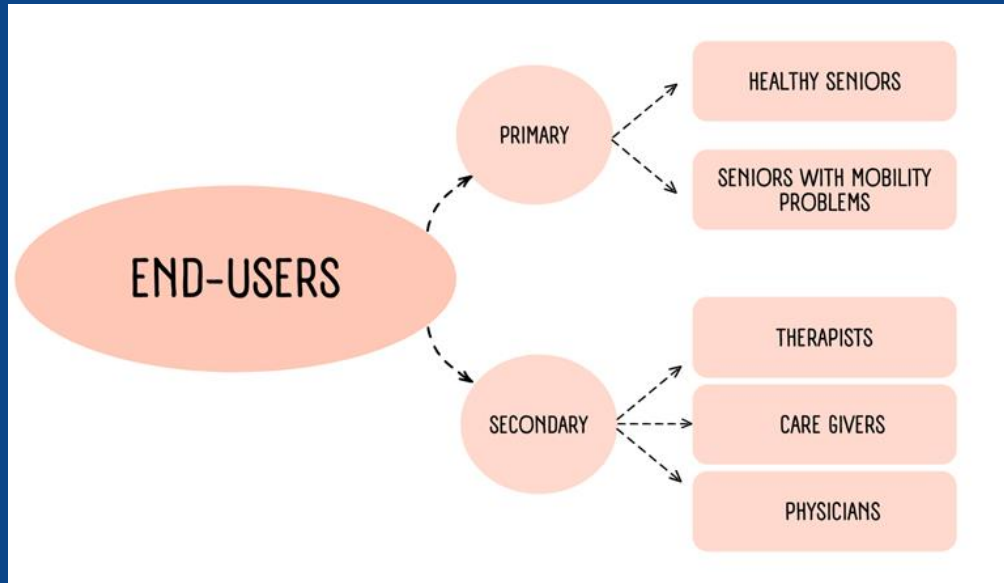 END-USERS
PRIMARY
HEALTHY SENIORS
SENIORS WITH MOBILITY
PROBLEMS
SECONDARY
THERAPISTS
CARE GIVERS
PHYSICIANS